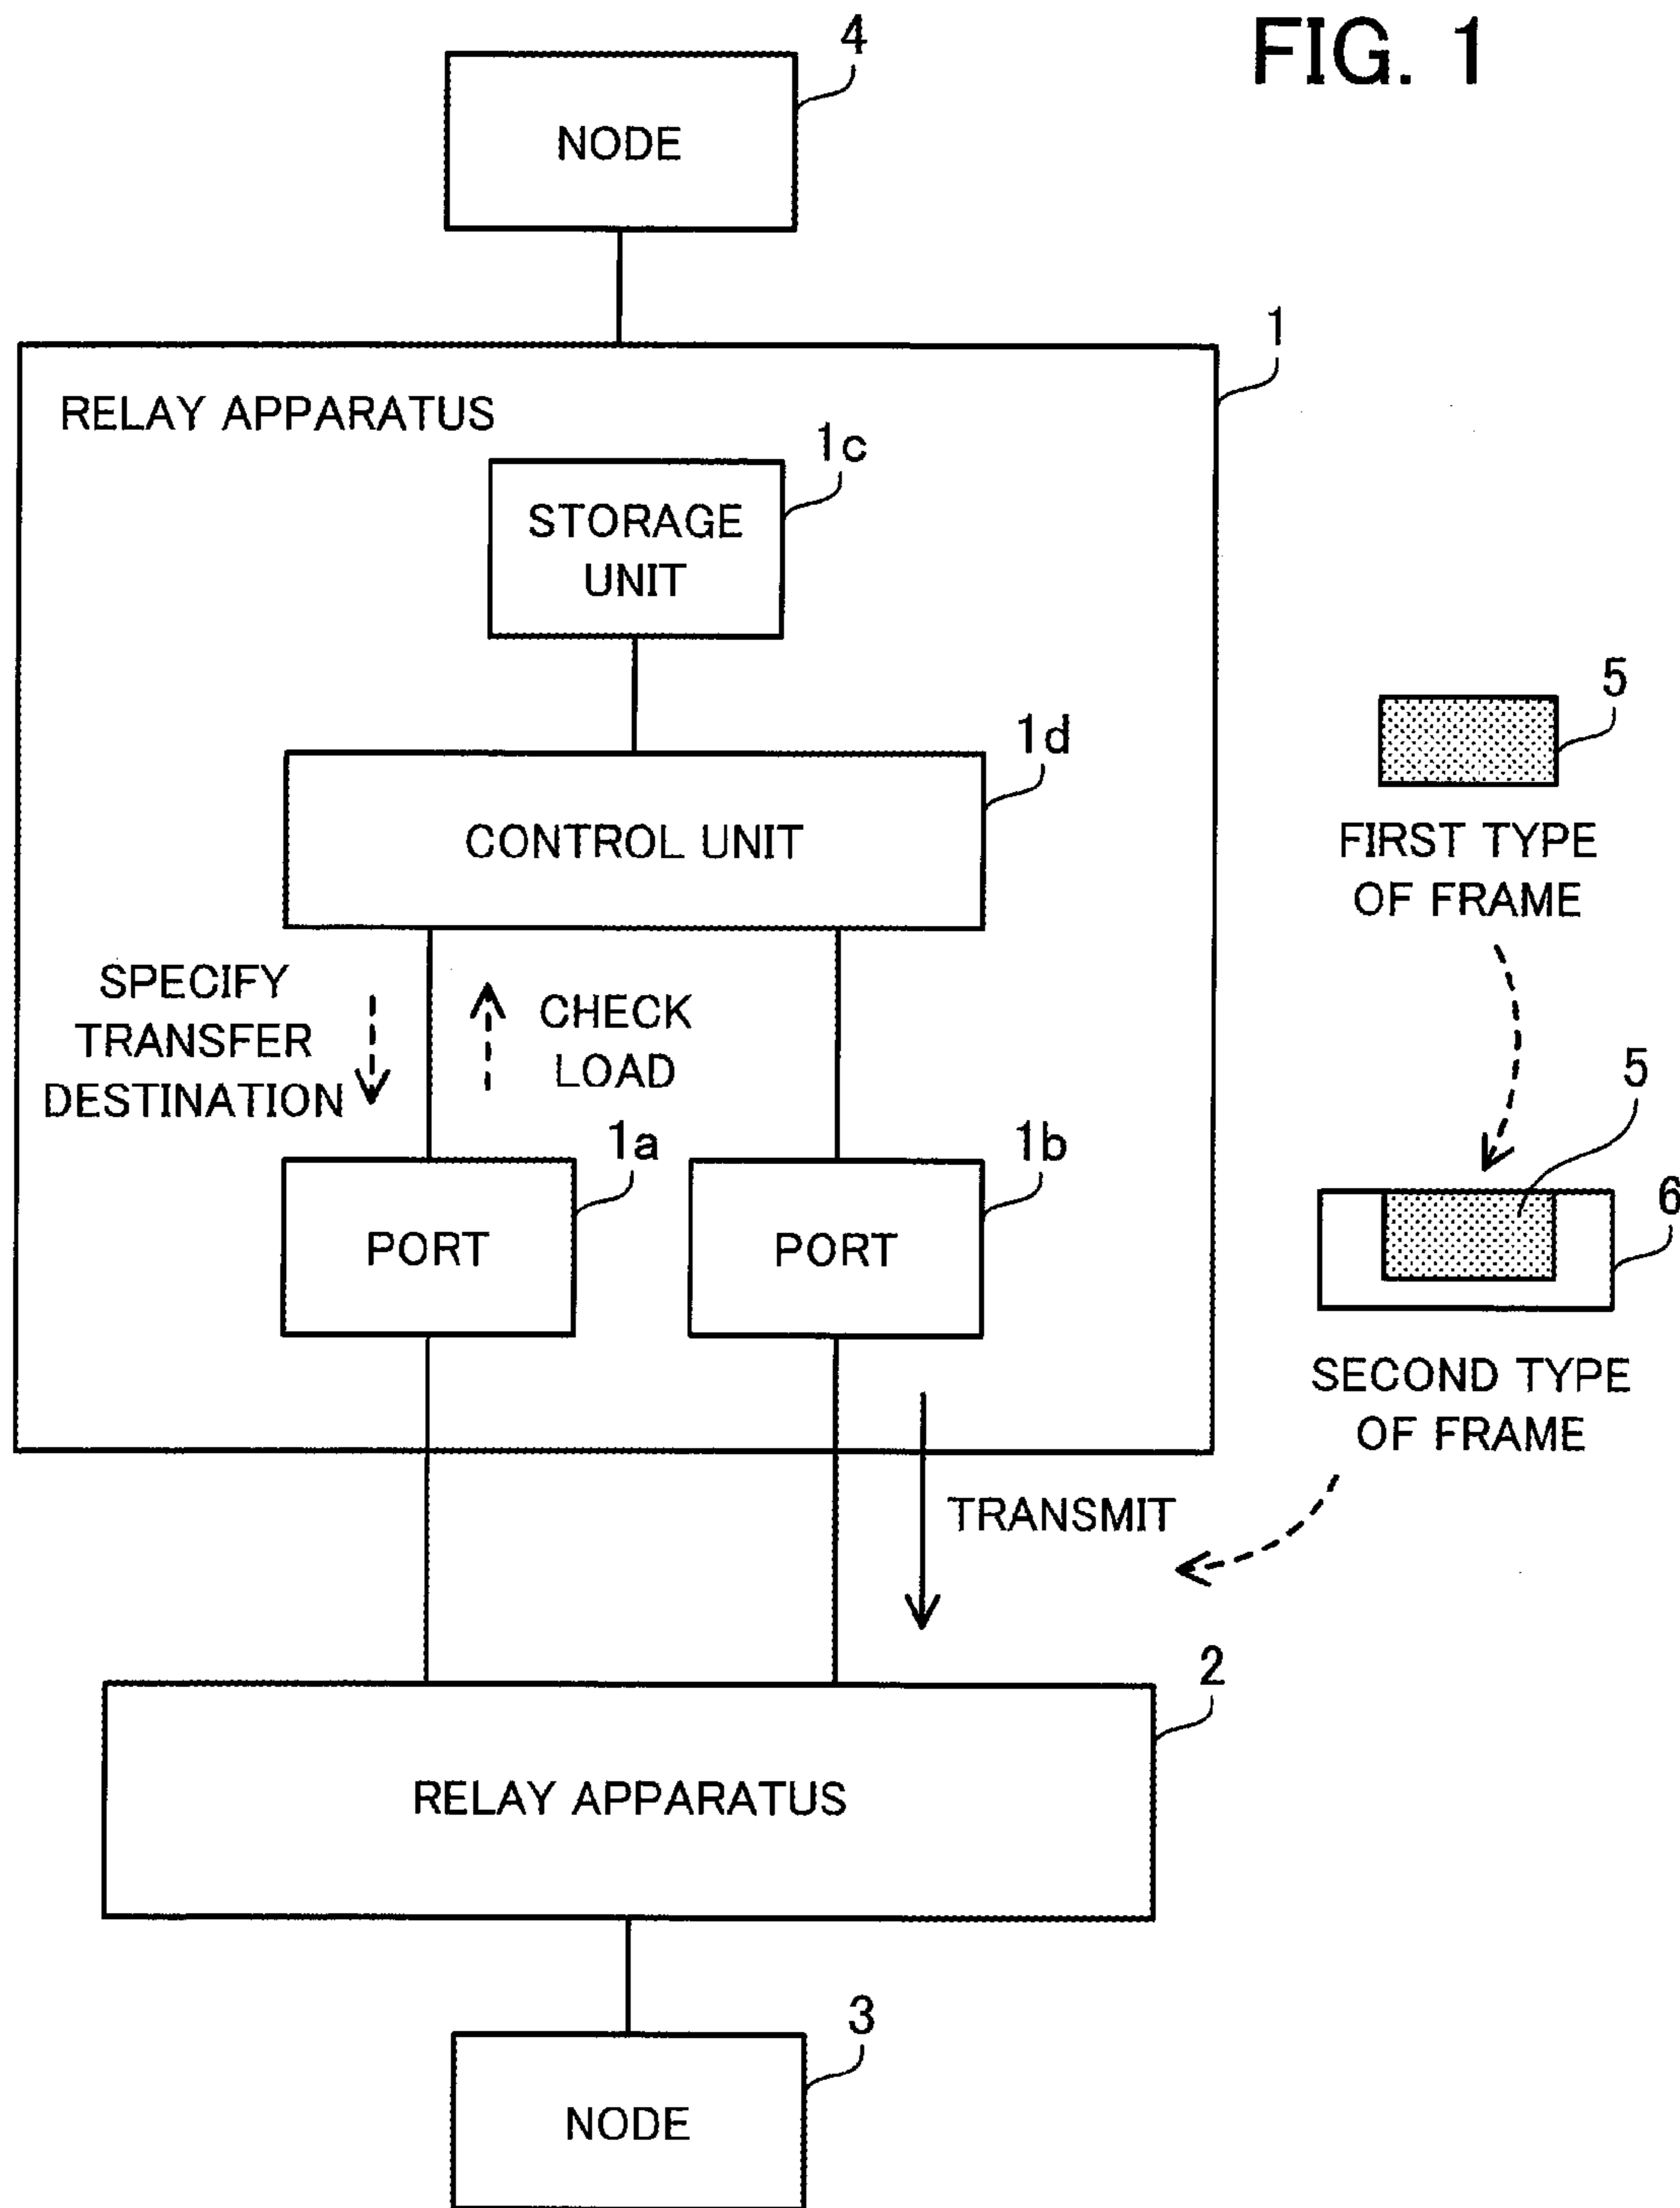 FIG. 1
4
NODE
1
RELAY APPARATUS
1c
STORAGE
UNIT
1d
CONTROL UNIT
5
FIRST TYPE
OF FRAME
SPECIFY
TRANSFER
DESTINATION
CHECK
LOAD
1a
PORT
1b
PORT
5
6
SECOND TYPE
OF FRAME
TRANSMIT
2
RELAY APPARATUS
3
NODE